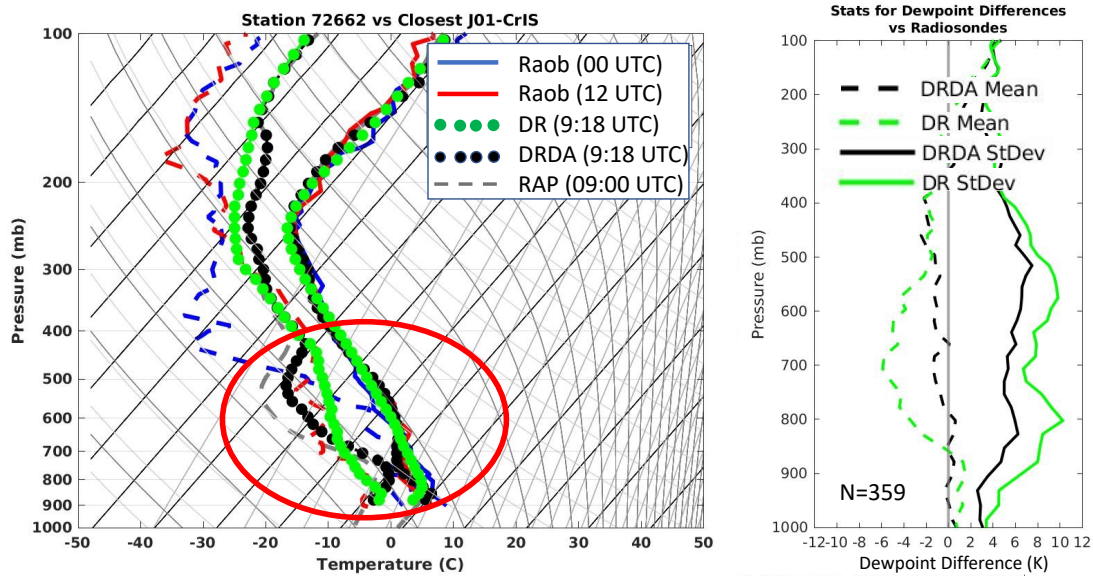 Station 72662 vs Closest J01-CrIS
Pressure (mb)
100
200
300
400
500
600
700
800
900
1000
-50
-40
-30
-20
-10
0
10
20
30
40
50
Temperature (C)
Raob (00 UTC)
Raob (12 UTC)
DR (9:18 UTC)
DRDA (9:18 UTC)
RAP (09:00 UTC)
Stats for Dewpoint Differences
vs Radiosondes
Pressure (mb)
100
200
300
400
500
600
700
800
900
1000
DRDA Mean
DR Mean
DRDA StDev
DR StDev
N=359
-12
-10
-8
-6
-4
-2
0
2
4
6
8
10
12
Dewpoint Difference (K)